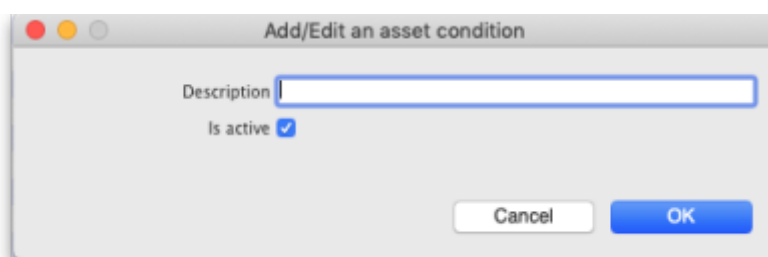 Add/Edit an asset condition
Description
Is active
Cancel
OK